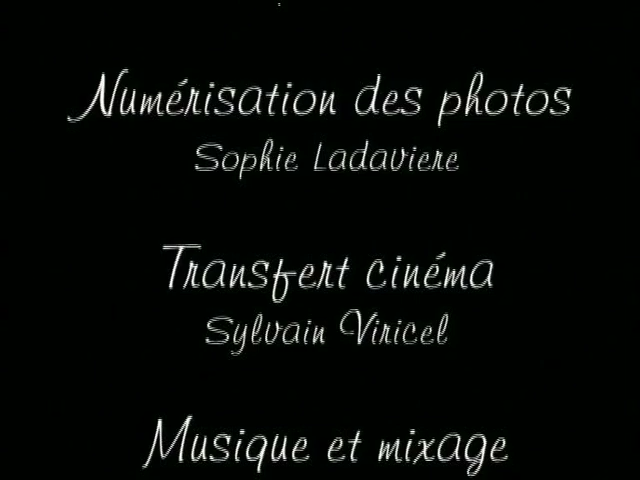 Numérisation des photos
Sophie Ladaviere
Transfert cinéma
Sylvain Viricel
Musique et mixage